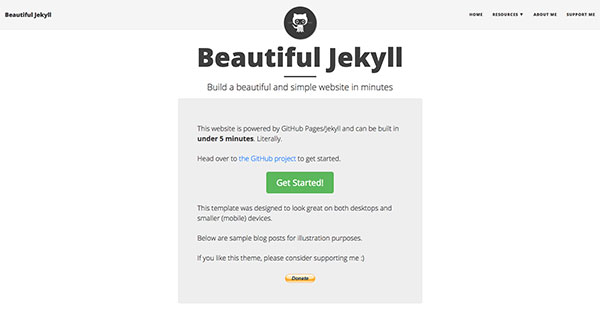 Beautiful Jekyll
HOME RESOURCES ▼ ABOUT ME SUPPORT ME
Beautiful Jekyll
Build a beautiful and simple website in minutes
This website is powered by GitHub Pages/Jekyll and can be built in
under 5 minutes. Literally.
Head over to the GitHub project to get started.
Get Started!
This template was designed to look great on both desktops and
smaller (mobile) devices.
Below are sample blog posts for illustration purposes.
If you like this theme, please consider supporting me :)
Donate